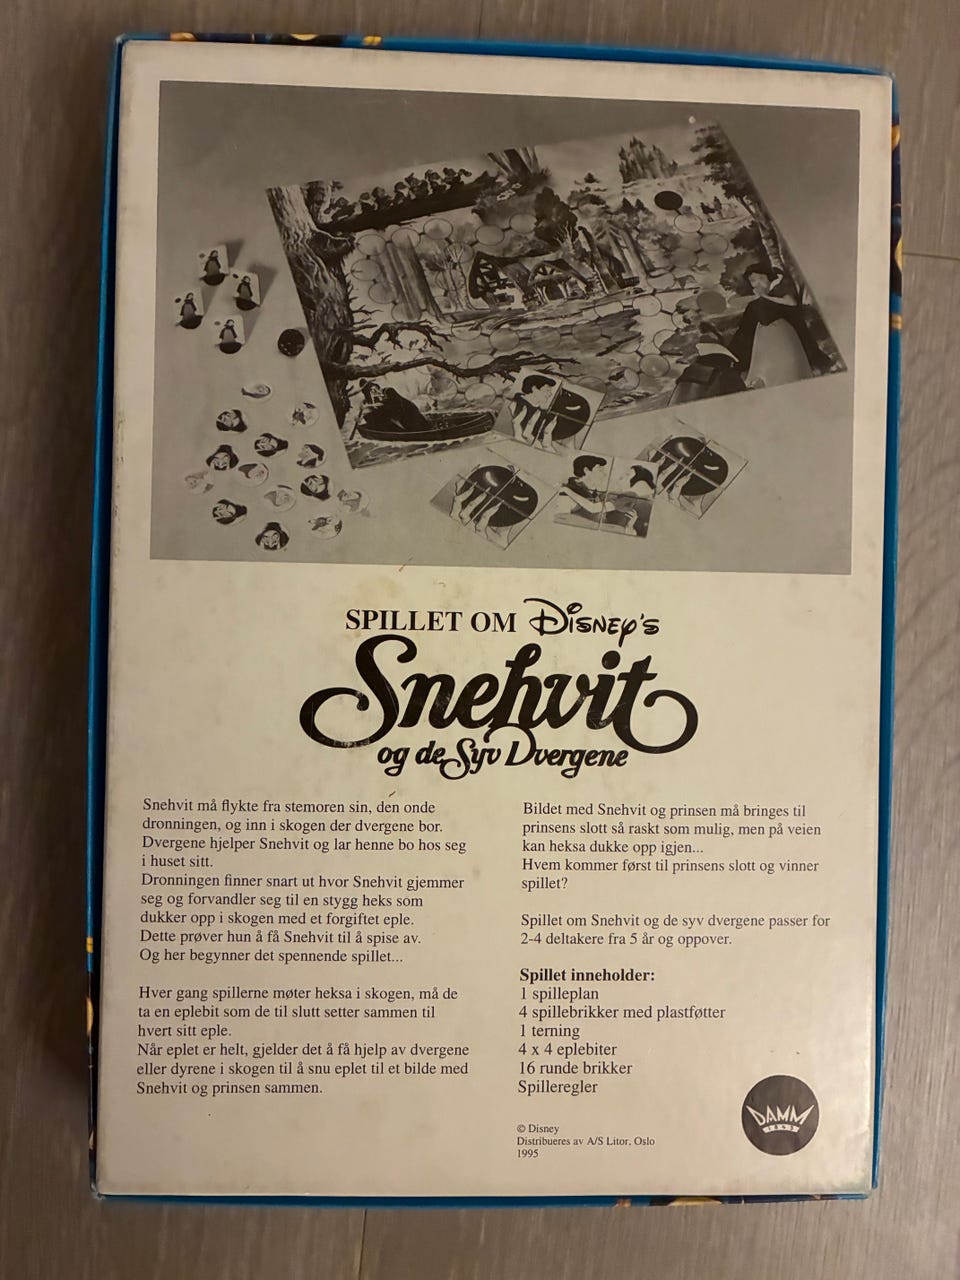 SPILLET OM Disney's
Snehvit
og de Syv Dvergene
Snehvit må flykte fra stemoren sin, den onde
dronningen, og inn i skogen der dvergene bor.
Dvergene hjelper Snehvit og lar henne bo hos seg
i huset sitt.
Dronningen finner snart ut hvor Snehvit gjemmer
seg og forvandler seg til en stygg heks som
dukker opp i skogen med et forgiftet eple.
Dette prøver hun å få Snehvit til å spise av.
Og her begynner det spennende spillet...
Hver gang spillerne møter heksa i skogen, må de
ta en eplebit som de til slutt setter sammen til
hvert sitt eple.
Når eplet er helt, gjelder det å få hjelp av dvergene
eller dyrene i skogen til å snu eplet til et bilde med
Snehvit og prinsen sammen.
Bildet med Snehvit og prinsen må bringes til
prinsens slott så raskt som mulig, men på veien
kan heksa dukke opp igjen...
Hvem kommer først til prinsens slott og vinner
spillet?
Spillet om Snehvit og de syv dvergene passer for
2-4 deltakere fra 5 år og oppover.
Spillet inneholder:
1 spilleplan
4 spillebrikker med plastføtter
1 terning
4 x 4 eplebiter
16 runde brikker
Spilleregler
© Disney
Distribueres av A/S Litor, Oslo
1995
DAMM
1843